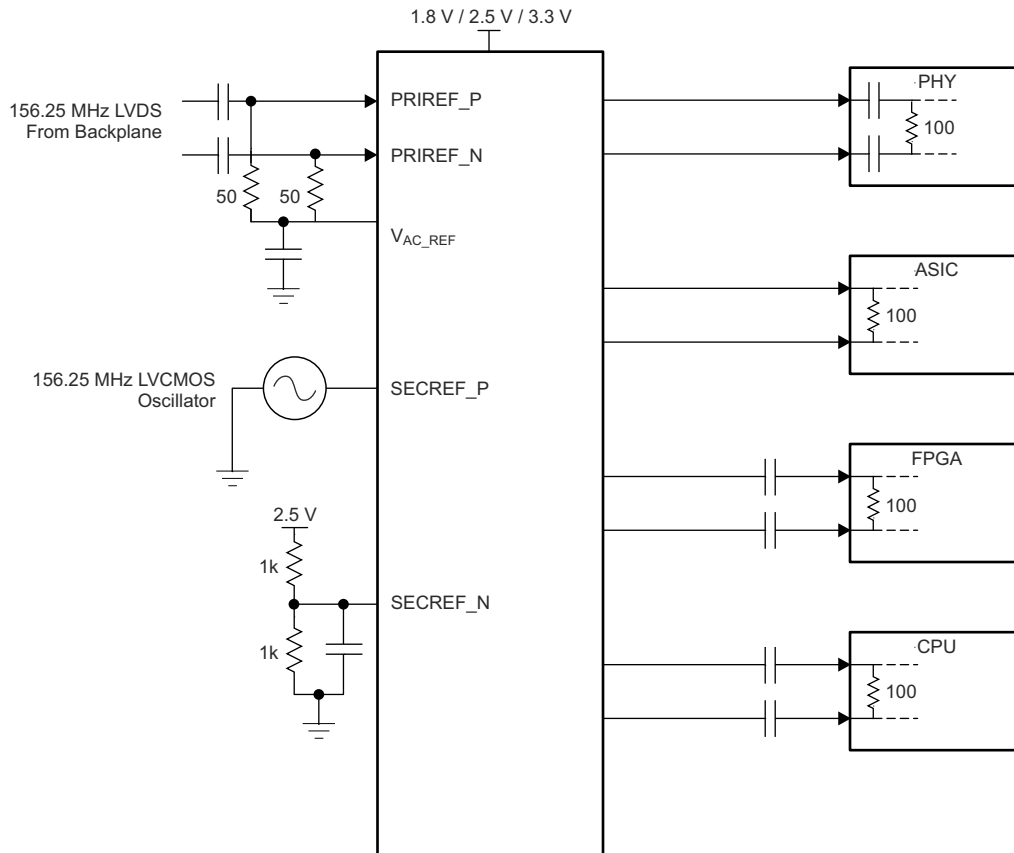 1.8 V / 2.5 V / 3.3 V
156.25 MHz LVDS
From Backplane
PRIREF_P
PRIREF_N
50
50
VAC_REF
156.25 MHz LVCMOS
Oscillator
SECREF_P
2.5 V
1k
SECREF_N
1k
PHY
100
ASIC
100
FPGA
100
CPU
100